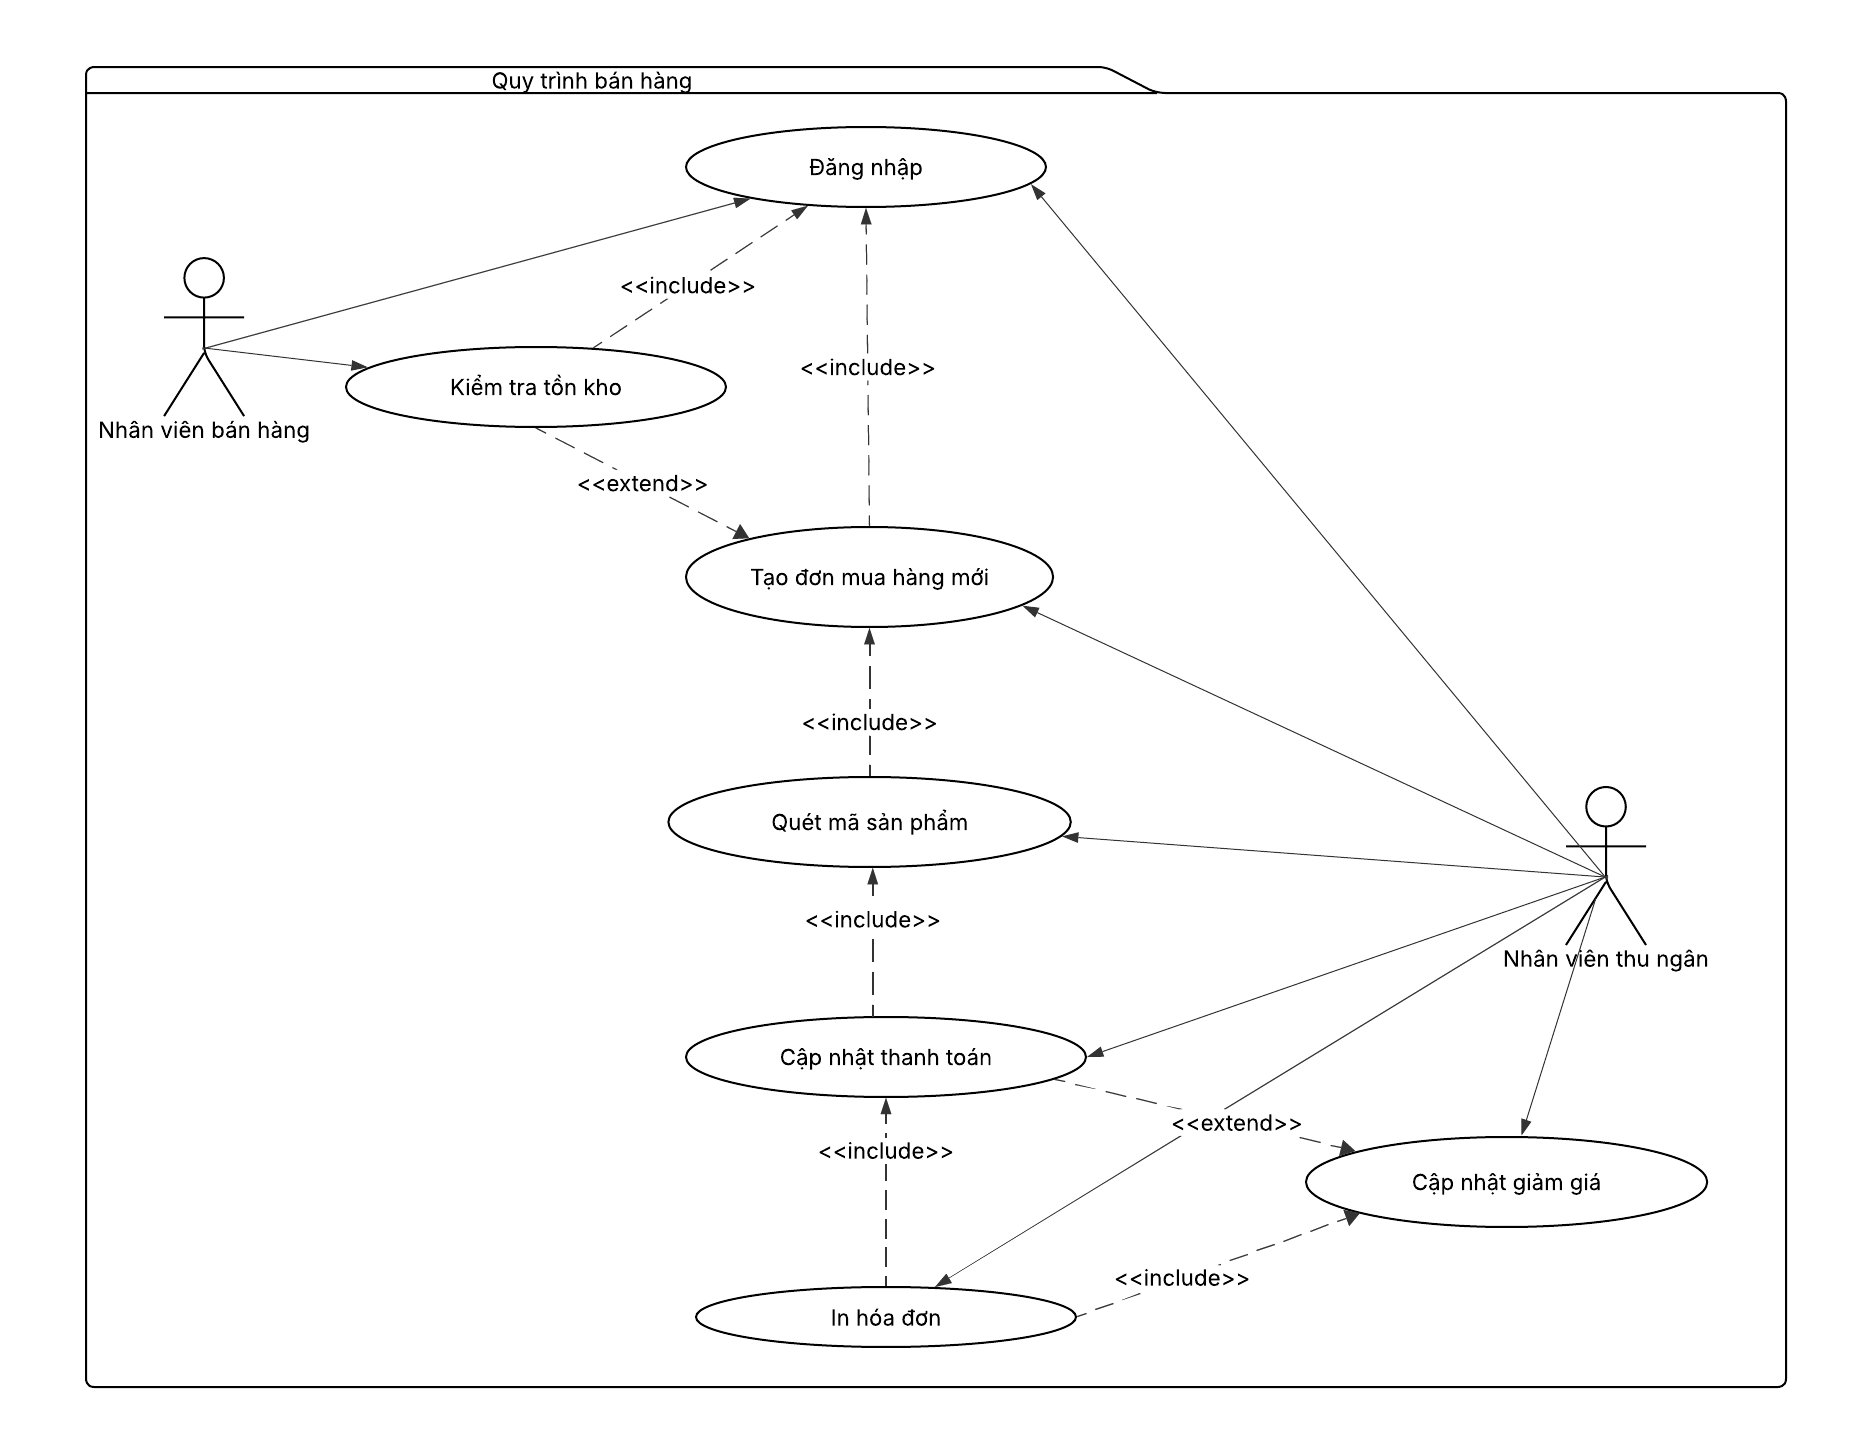 Quy trình bán hàng
Đăng nhập
<<include>>
<<include>>
Kiểm tra tồn kho
Nhân viên bán hàng
<<extend>>
Tạo đơn mua hàng mới
<<include>>
Quét mã sản phẩm
<<include>>
Nhân viên thu ngân
Cập nhật thanh toán
<<extend>>
<<include>>
Cập nhật giảm giá
<<include>>
In hóa đơn